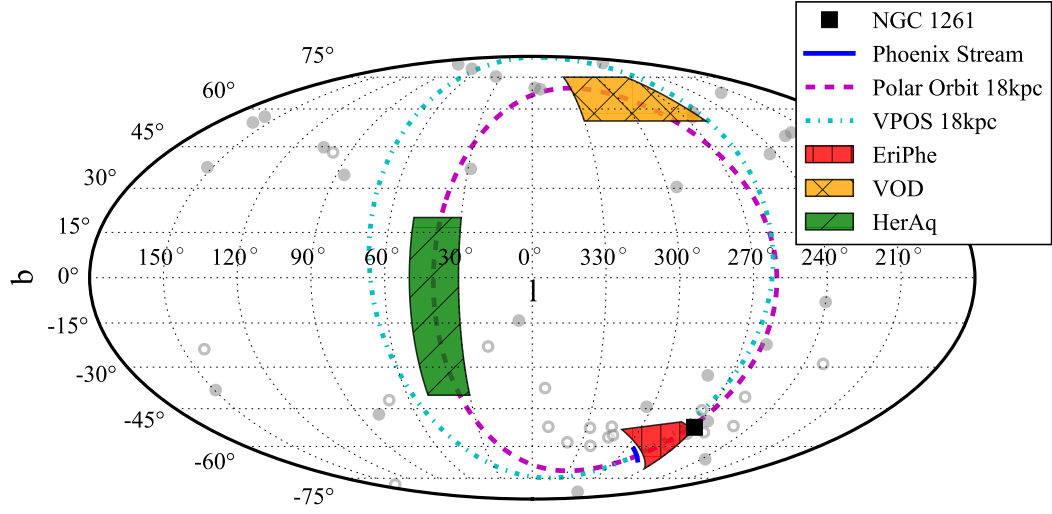 75°
60°
45°
30°
15°
0°
-15°
-30°
-45°
-60°
-75°
b
150° 120° 90° 60° 30° 0° 330° 300° 270° 240° 210°
l
NGC 1261
Phoenix Stream
Polar Orbit 18kpc
VPOS 18kpc
EriPhe
VOD
HerAq